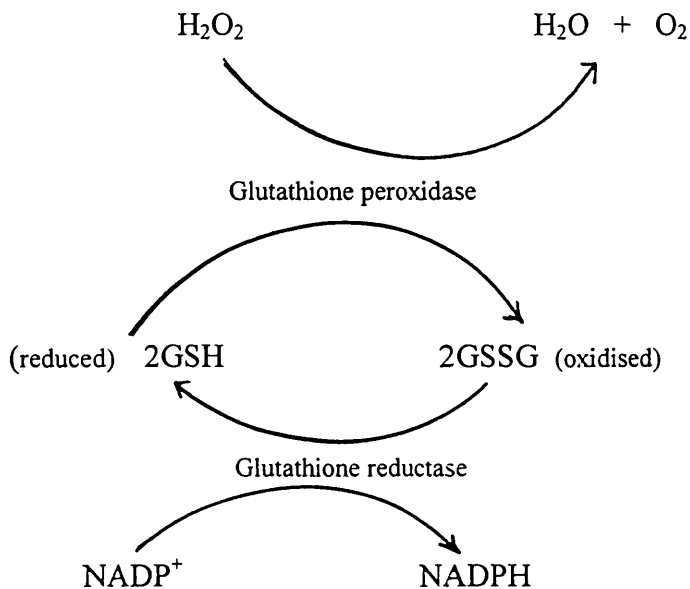 H₂O₂ H₂O + O₂
Glutathione peroxidase
(reduced) 2GSH 2GSSG (oxidised)
Glutathione reductase
NADP⁺ NADPH